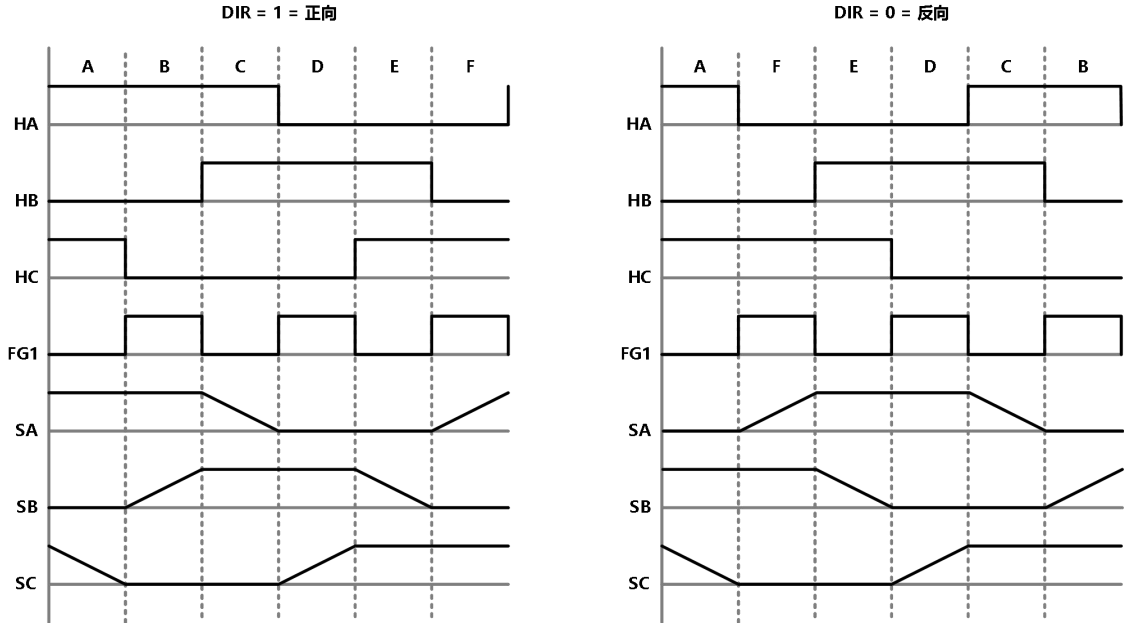 DIR = 1 = 正向
A B C D E F
HA
HB
HC
FG1
SA
SB
SC
DIR = 0 = 反向
A F E D C B
HA
HB
HC
FG1
SA
SB
SC